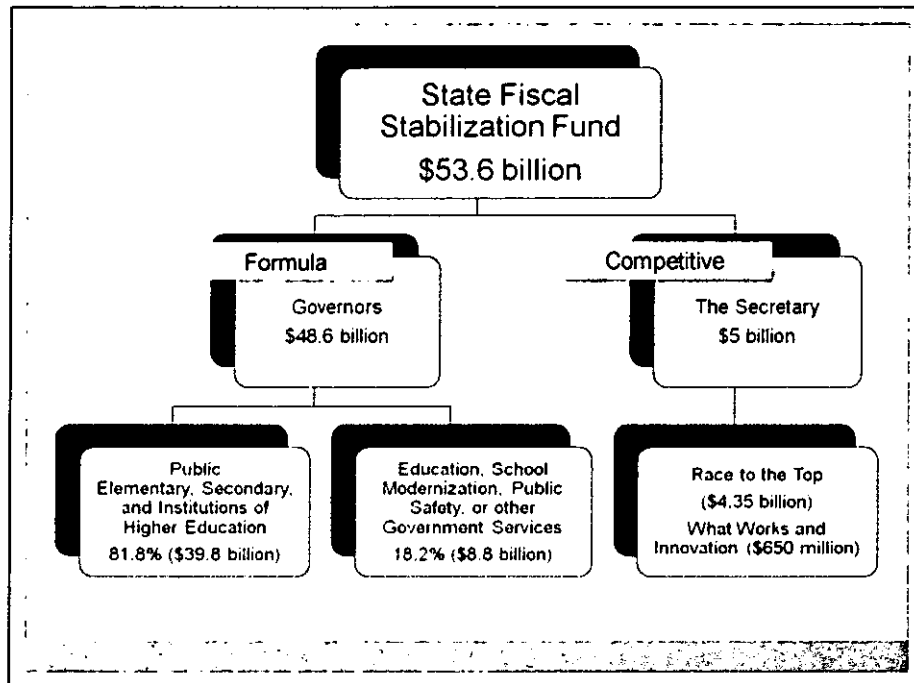 State Fiscal
Stabilization Fund
$53.6 billion
Formula
Governors
$48.6 billion
Competitive
The Secretary
$5 billion
Public
Elementary, Secondary,
and Institutions of
Higher Education
81.8% ($39.8 billion)
Education, School
Modernization, Public
Safety, or other
Government Services
18.2% ($8.8 billion)
Race to the Top
($4.35 billion)
What Works and
Innovation ($650 million)